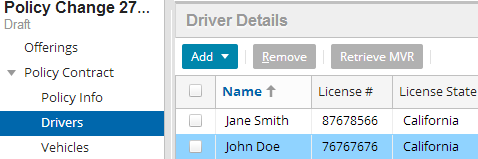 Policy Change 27...
Draft
Offerings
Policy Contract
Policy Info
Drivers
Vehicles
Driver Details
Add Remove Retrieve MVR
Name License # License State
Jane Smith 87678566 California
John Doe 76767676 California